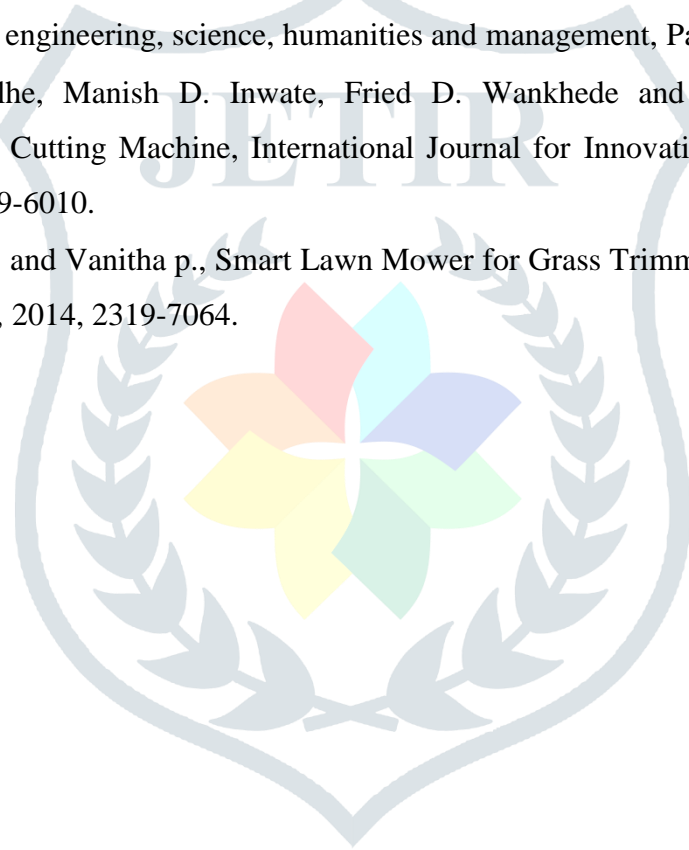 engineering, science, humanities and management, Pa
lhe, Manish D. Inwate, Fried D. Wankhede and
JETIR
Cutting Machine, International Journal for Innovati
9-6010.
and Vanitha p., Smart Lawn Mower for Grass Trimm
, 2014, 2319-7064.